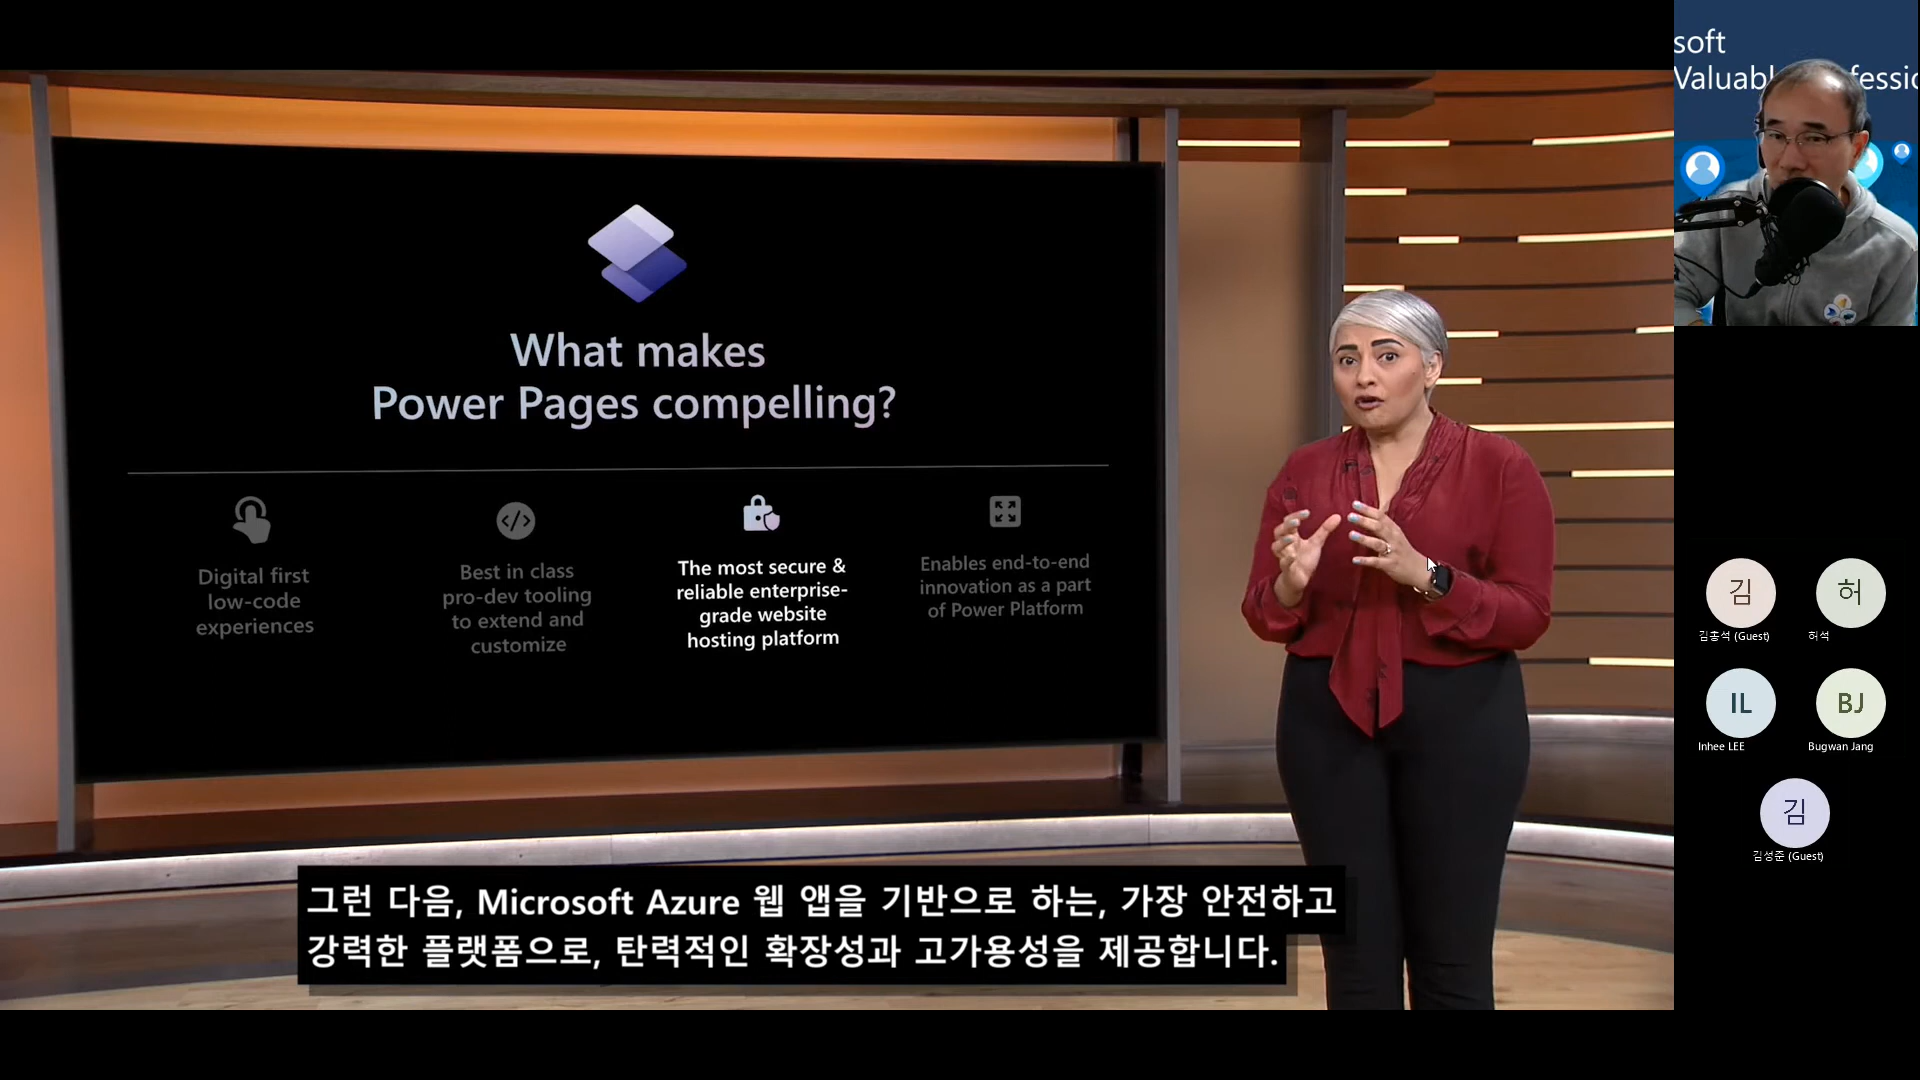 What makes
Power Pages compelling?
Digital first
low-code
experiences
Best in class
pro-dev tooling
to extend and
customize
The most secure &
reliable enterprise-
grade website
hosting platform
Enables end-to-end
innovation as a part
of Power Platform
그런 다음, Microsoft Azure 웹 앱을 기반으로 하는, 가장 안전하고
강력한 플랫폼으로, 탄력적인 확장성과 고가용성을 제공합니다.
soft
Valuabl fessio
김
허
김홍석 (Guest)
허석
IL
BJ
Inhee LEE
Bugwan Jang
김
김성준 (Guest)